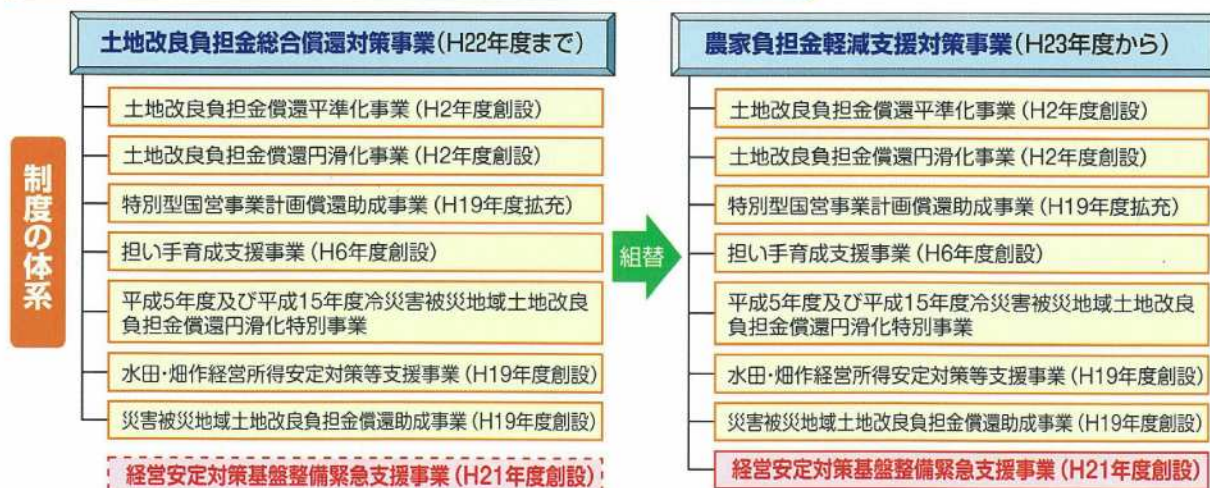 制度の体系
土地改良負担金総合償還対策事業(H22年度まで)
土地改良負担金償還平準化事業(H2年度創設)
土地改良負担金償還円滑化事業(H2年度創設)
特別型国営事業計画償還助成事業(H19年度拡充)
担い手育成支援事業(H6年度創設)
平成5年度及び平成15年度冷災害被災地域土地改良
負担金償還円滑化特別事業
水田・畑作経営所得安定対策等支援事業(H19年度創設)
災害被災地域土地改良負担金償還助成事業(H19年度創設)
経営安定対策基盤整備緊急支援事業(H21年度創設)
組替
農家負担金軽減支援対策事業(H23年度から)
土地改良負担金償還平準化事業(H2年度創設)
土地改良負担金償還円滑化事業(H2年度創設)
特別型国営事業計画償還助成事業(H19年度拡充)
担い手育成支援事業(H6年度創設)
平成5年度及び平成15年度冷災害被災地域土地改良
負担金償還円滑化特別事業
水田・畑作経営所得安定対策等支援事業(H19年度創設)
災害被災地域土地改良負担金償還助成事業(H19年度創設)
経営安定対策基盤整備緊急支援事業(H21年度創設)